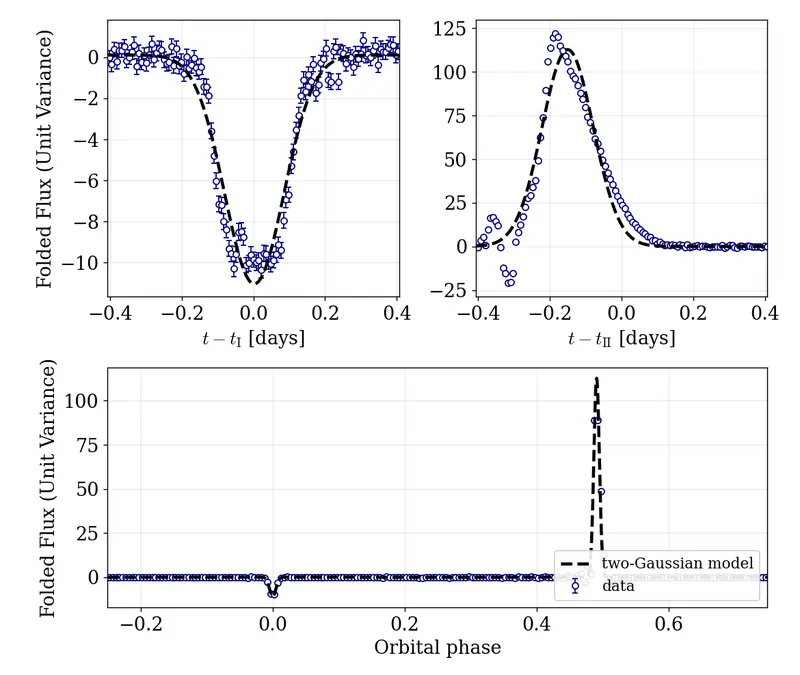 Folded Flux (Unit Variance)
0
−2
−4
−6
−8
−10
−0.4 −0.2 0.0 0.2 0.4
t − tI [days]
125
100
75
50
25
0
−25
−0.4 −0.2 0.0 0.2 0.4
t − tII [days]
Folded Flux (Unit Variance)
100
75
50
25
0
−0.2 0.0 0.2 0.4 0.6
Orbital phase
two-Gaussian model
data